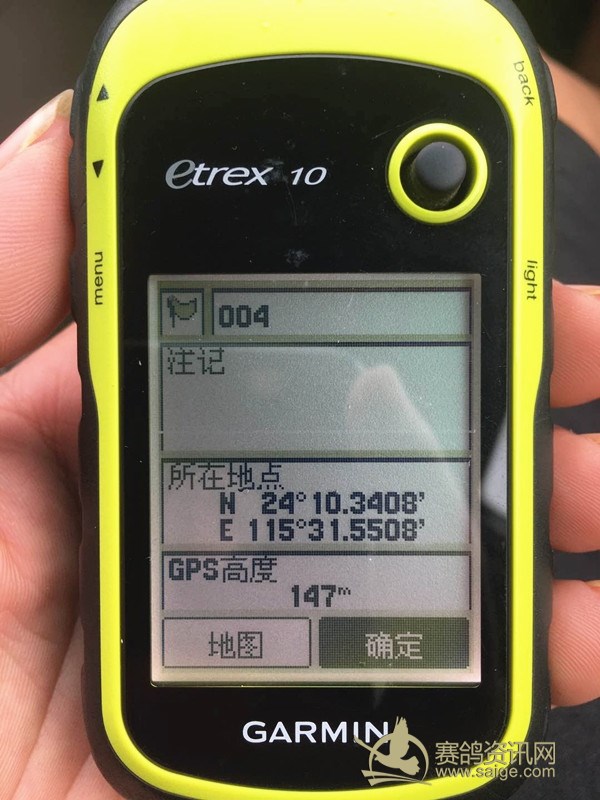 back
etrex 10
menu
light
004
注记
所在地点
N 24°10.3408'
E 115°31.5508'
GPS高度
147m
地图
确定
GARMIN
赛鸽资讯网
www.saige.com